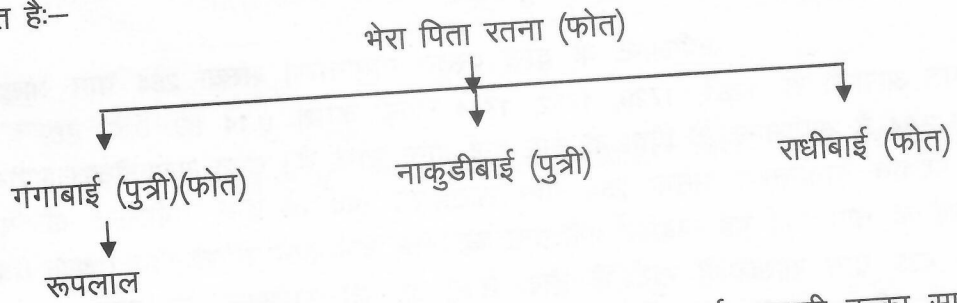 है:–
भेरा पिता रतना (फोत)
गंगाबाई (पुत्री)(फोत)
नाकुडीबाई (पुत्री)
राधीबाई (फोत)
रूपलाल